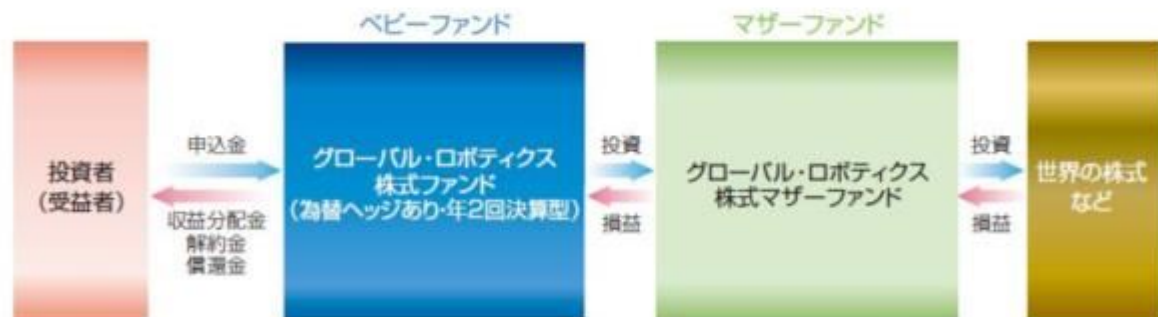 ベビーファンド
マザーファンド
投資者
(受益者)
申込金
収益分配金
解約金
償還金
グローバル・ロボティクス
株式ファンド
(為替ヘッジあり・年2回決算型)
投資
損益
グローバル・ロボティクス
株式マザーファンド
投資
損益
世界の株式
など